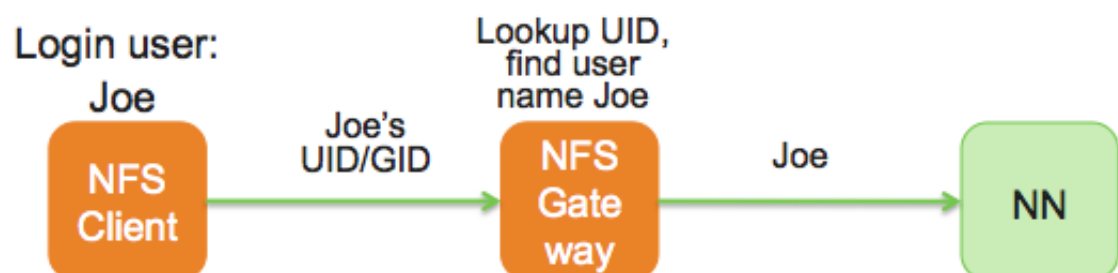 Login user:
Joe
NFS
Client
Joe's
UID/GID
Lookup UID,
find user
name Joe
NFS
Gate
way
Joe
NN